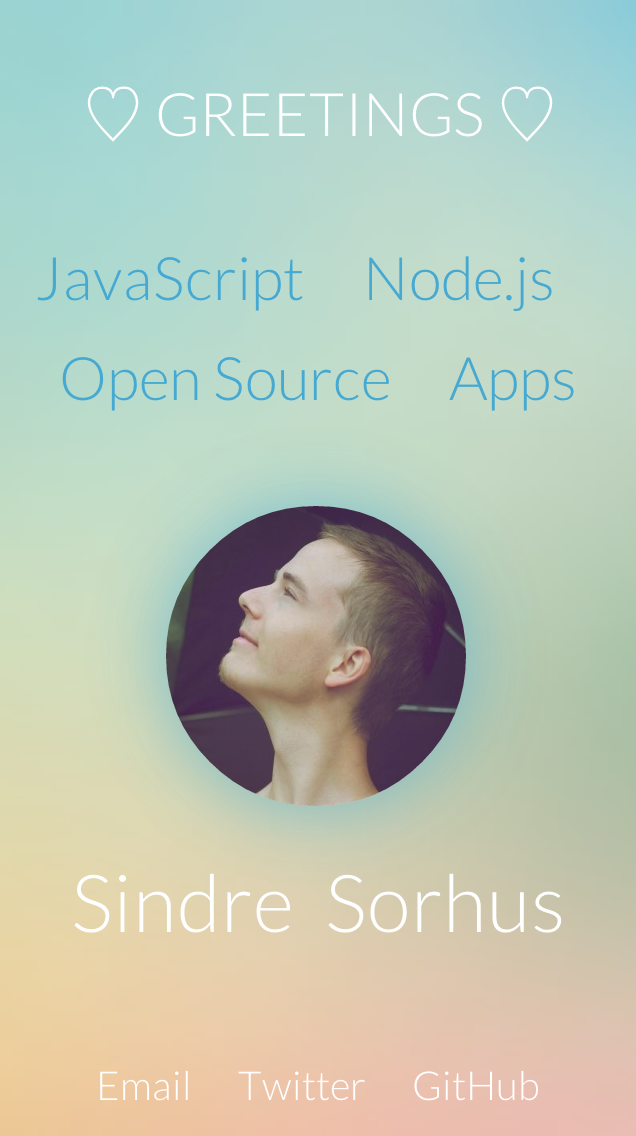 ♡ GREETINGS ♡
JavaScript Node.js
Open Source Apps
Sindre Sorhus
Email Twitter GitHub